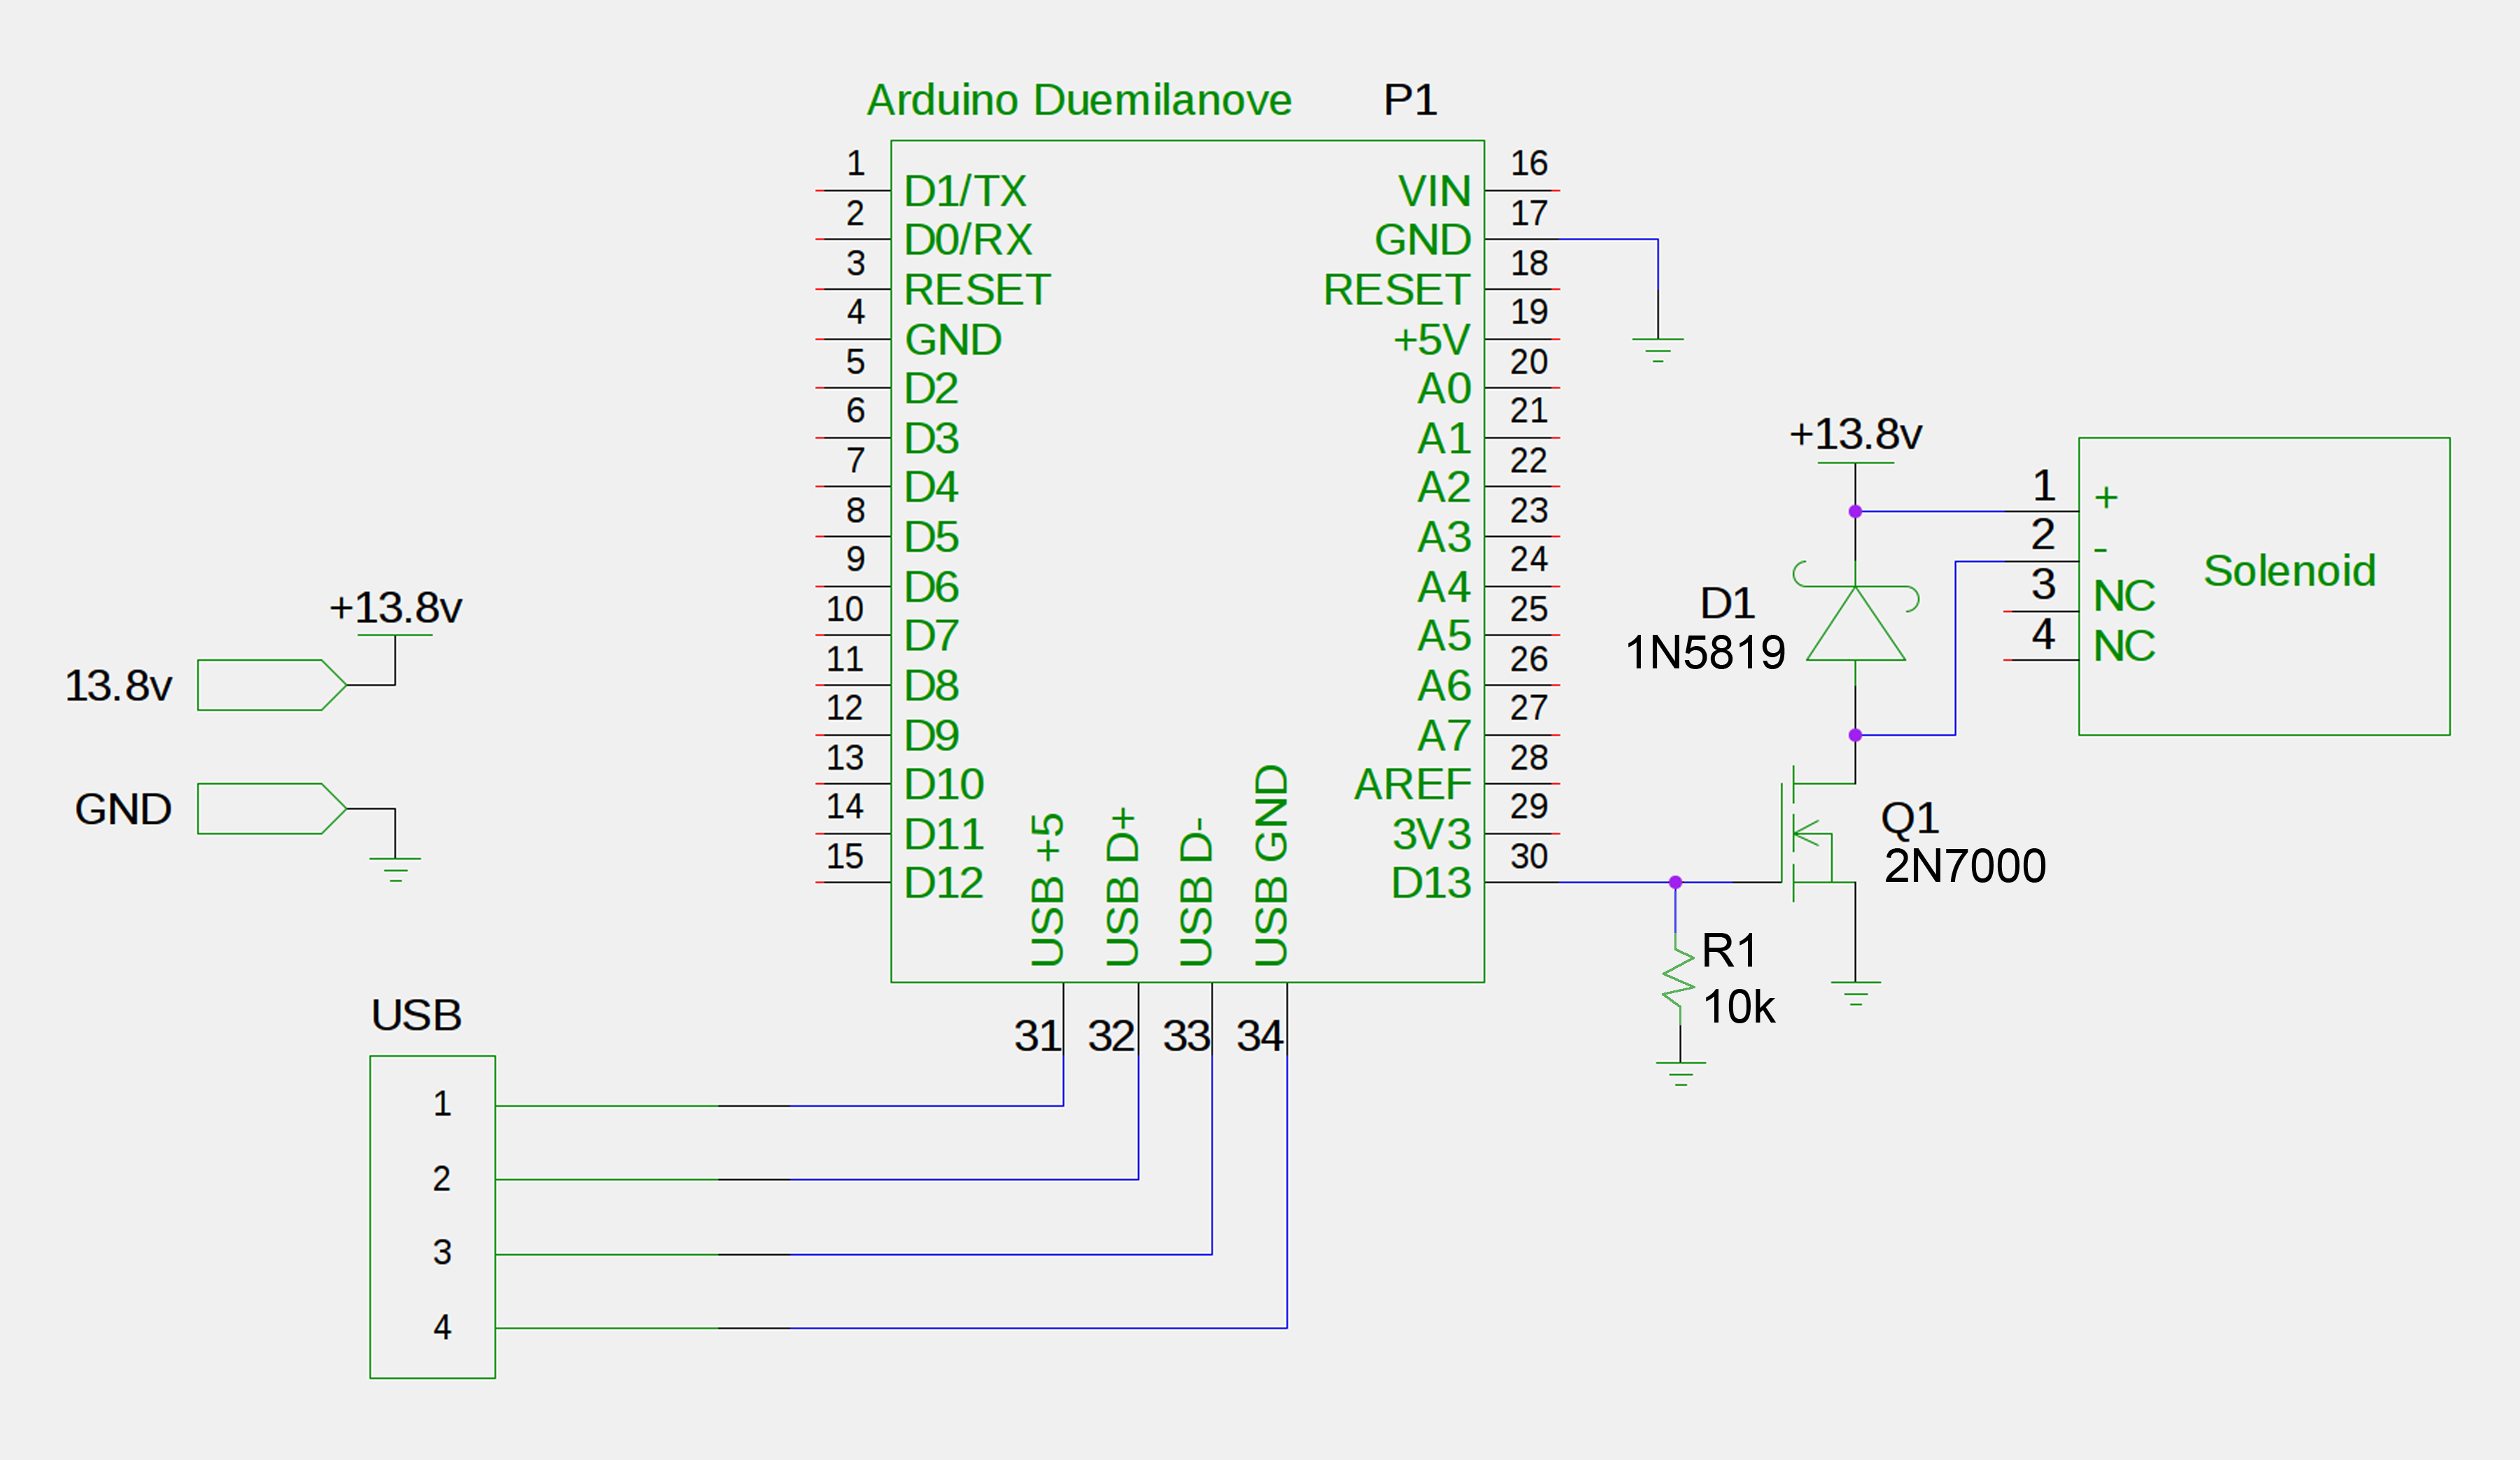 Arduino Duemilanove P1
1 D1/TX VIN 16
2 D0/RX GND 17
3 RESET RESET 18
4 GND +5V 19
5 D2 A0 20
6 D3 A1 21
7 D4 A2 22
8 D5 A3 23
9 D6 A4 24
10 D7 A5 25
11 D8 A6 26
12 D9 A7 27
13 D10 AREF 28
14 D11 3V3 29
15 D12 D13 30
USB +5
USB D+
USB D-
USB GND
31 32 33 34
+13.8v
13.8v
GND
USB
1
2
3
4
+13.8v
1 +
2 -
3 NC
4 NC
Solenoid
D1
1N5819
Q1
2N7000
R1
10k